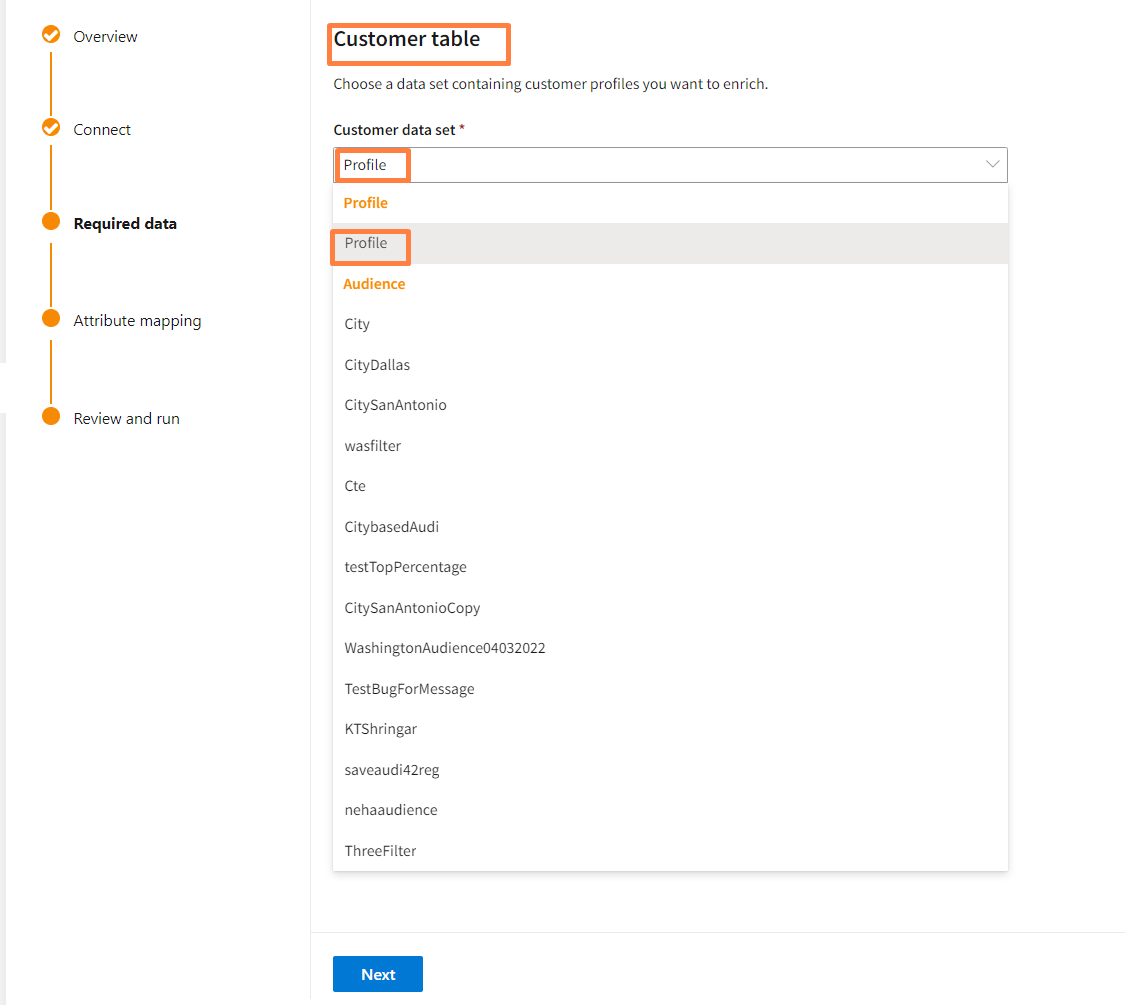 Overview
Connect
Required data
Attribute mapping
Review and run
Customer table
Choose a data set containing customer profiles you want to enrich.
Customer data set *
Profile
Profile
Profile
Audience
City
CityDallas
CitySanAntonio
wasfilter
Cte
CitybasedAudi
testTopPercentage
CitySanAntonioCopy
WashingtonAudience04032022
TestBugForMessage
KTShringar
saveaudi42reg
nehaaudience
ThreeFilter
Next